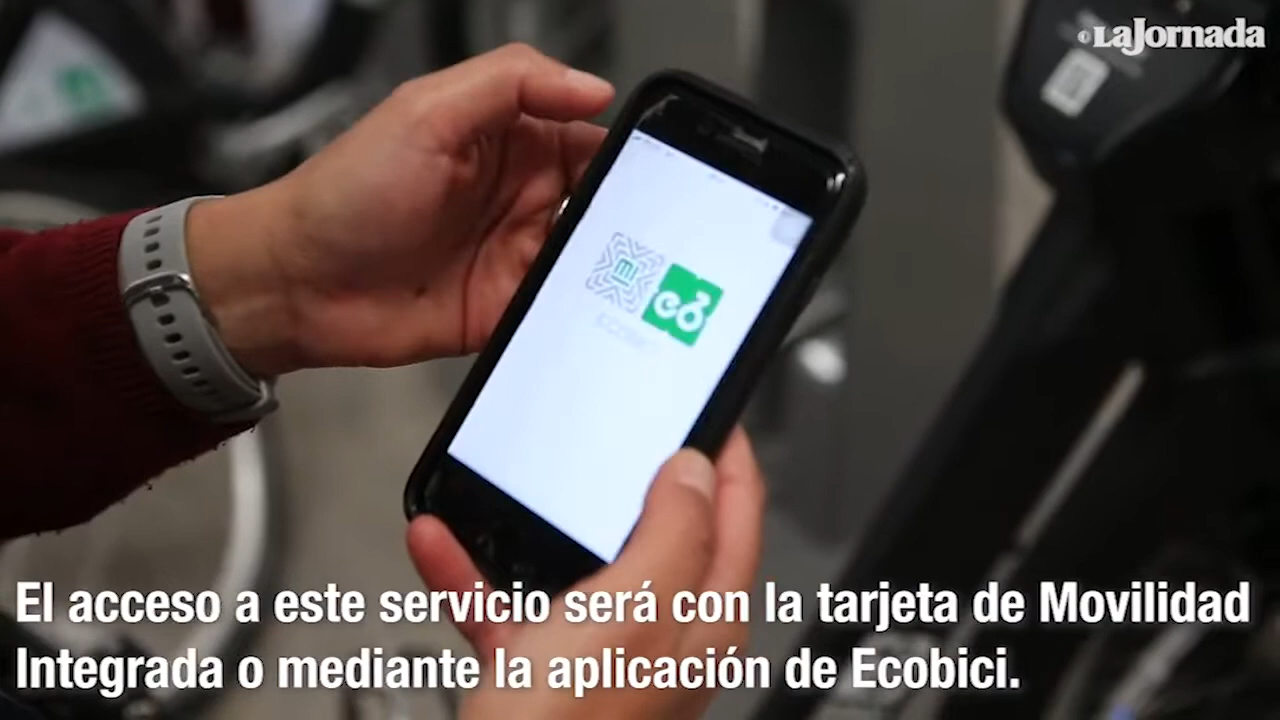 LaJornada
El acceso a este servicio será con la tarjeta de Movilidad
Integrada o mediante la aplicación de Ecobici.